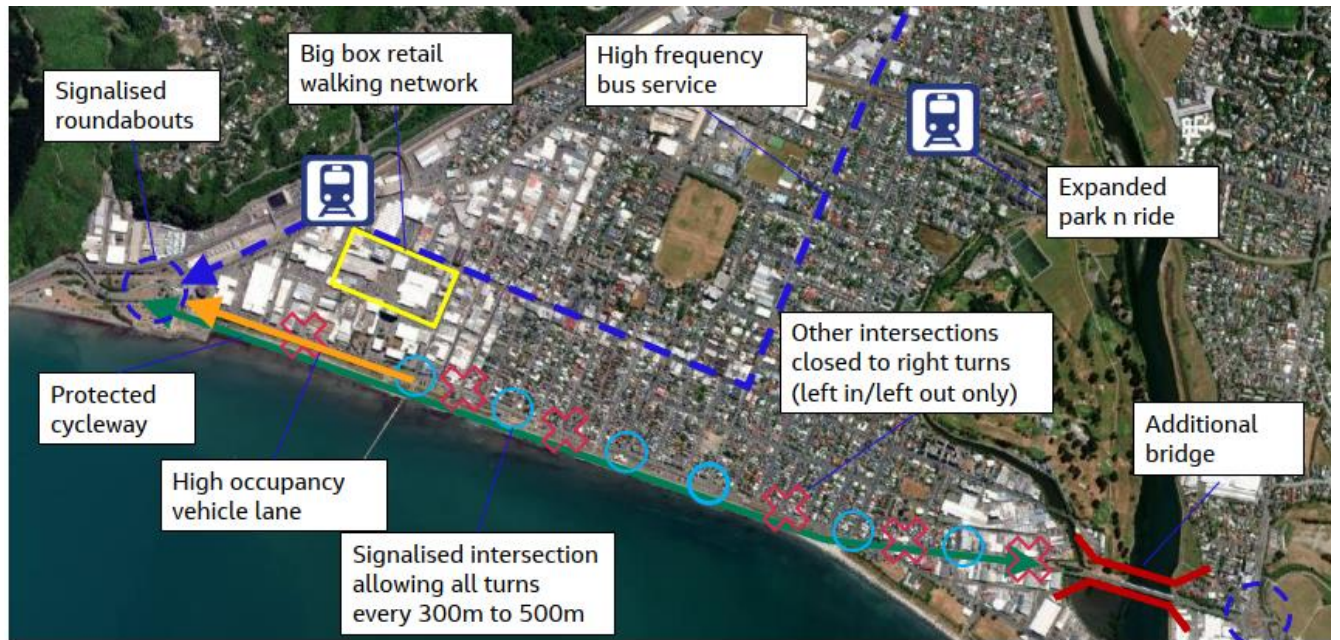 Big box retail
walking network
High frequency
bus service
Signalised
roundabouts
Expanded
park n ride
Other intersections
closed to right turns
(left in/left out only)
Protected
cycleway
Additional
bridge
High occupancy
vehicle lane
Signalised intersection
allowing all turns
every 300m to 500m